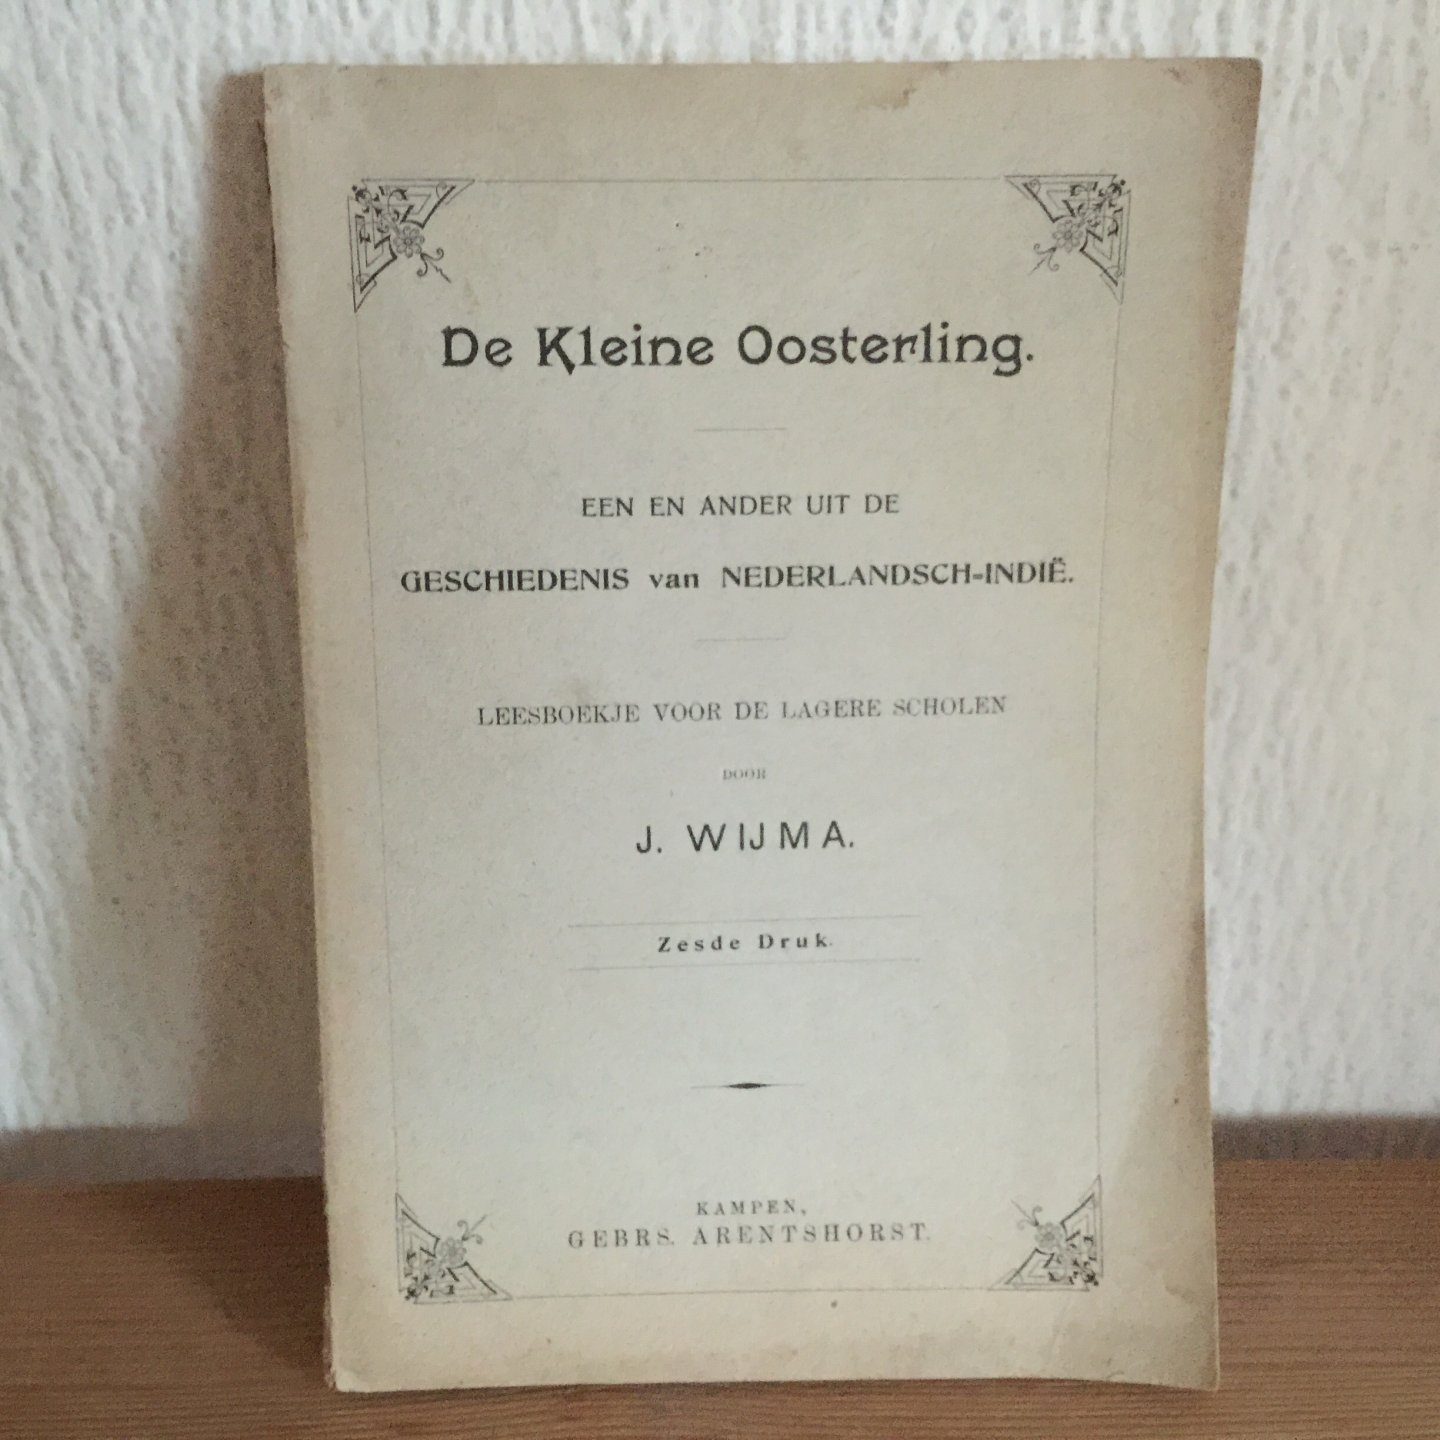 De Kleine Oosterling.
EEN EN ANDER UIT DE
GESCHIEDENIS van NEDERLANDSCH-INDIË.
LEESBOEKJE VOOR DE LAGERE SCHOLEN
DOOR
J. WIJMA.
Zesde Druk.
KAMPEN,
GEBRS. ARENTSHORST.